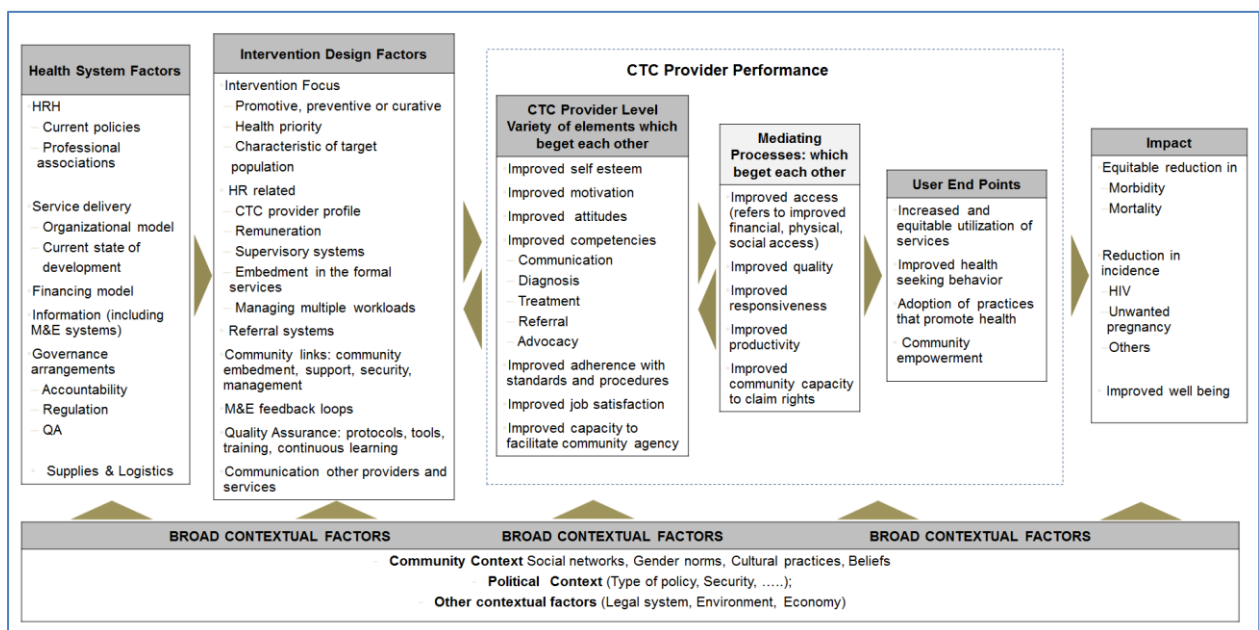 Health System Factors
HRH
– Current policies
– Professional
associations
Service delivery
– Organizational model
– Current state of
development
Financing model
Information (including
M&E systems)
Governance
arrangements
– Accountability
– Regulation
– QA
Supplies & Logistics
Intervention Design Factors
Intervention Focus
– Promotive, preventive or curative
– Health priority
– Characteristic of target
population
HR related
– CTC provider profile
– Remuneration
– Supervisory systems
– Embedment in the formal
services
– Managing multiple workloads
Referral systems
Community links: community
embedment, support, security,
management
M&E feedback loops
Quality Assurance: protocols, tools,
training, continuous learning
Communication other providers and
services
CTC Provider Performance
CTC Provider Level
Variety of elements which
beget each other
Improved self esteem
Improved motivation
Improved attitudes
Improved competencies
– Communication
– Diagnosis
– Treatment
– Referral
– Advocacy
Improved adherence with
standards and procedures
Improved job satisfaction
Improved capacity to
facilitate community agency
Mediating
Processes: which
beget each other
Improved access
(refers to improved
financial, physical,
social access)
Improved quality
Improved
responsiveness
Improved
productivity
Improved
community capacity
to claim rights
User End Points
Increased and
equitable utilization of
services
Improved health
seeking behavior
Adoption of practices
that promote health
Community
empowerment
Impact
Equitable reduction in
– Morbidity
– Mortality
Reduction in
incidence
– HIV
– Unwanted
pregnancy
– Others
Improved well being
BROAD CONTEXTUAL FACTORS BROAD CONTEXTUAL FACTORS BROAD CONTEXTUAL FACTORS
– Community Context Social networks, Gender norms, Cultural practices, Beliefs
– Political Context (Type of policy, Security, .....);
– Other contextual factors (Legal system, Environment, Economy)